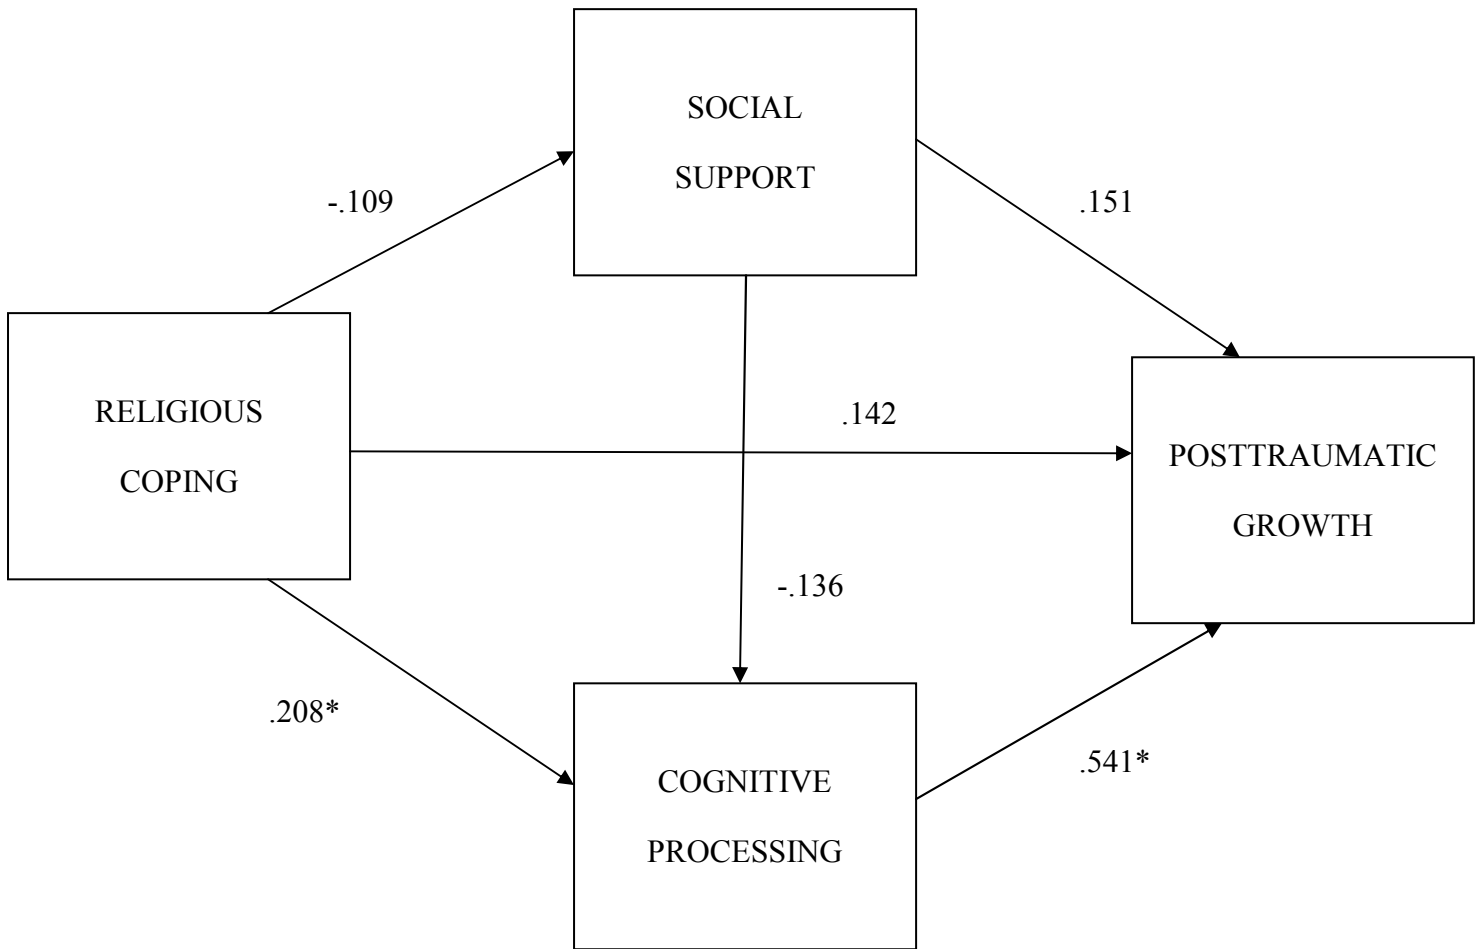 SOCIAL
SUPPORT
-.109
.151
RELIGIOUS
COPING
.142
POSTTRAUMATIC
GROWTH
-.136
.208*
COGNITIVE
PROCESSING
.541*